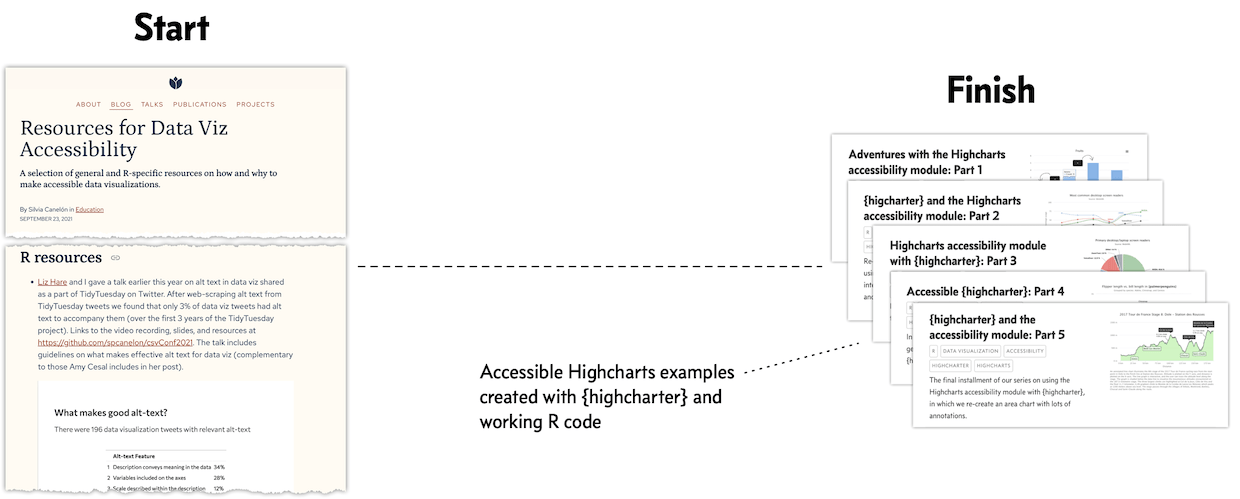 Start
ABOUT BLOG TALKS PUBLICATIONS PROJECTS
Resources for Data Viz
Accessibility
A selection of general and R-specific resources on how and why to
make accessible data visualizations.
By Silvia Canelón in Education
SEPTEMBER 23, 2021
R resources
• Liz Hare and I gave a talk earlier this year on alt text in data viz shared
as a part of TidyTuesday on Twitter. After web-scraping alt text from
TidyTuesday tweets we found that only 3% of data viz tweets had alt
text to accompany them (over the first 3 years of the TidyTuesday
project). Links to the video recording, slides, and resources at
https://github.com/spcanelon/csvConf2021. The talk includes
guidelines on what makes effective alt text for data viz (complementary
to those Amy Cesal includes in her post).
What makes good alt-text?
There were 196 data visualization tweets with relevant alt-text
Alt-text Feature
1 Description conveys meaning in the data 34%
2 Variables included on the axes 28%
3 Scale described within the description 12%
Accessible Highcharts examples
created with {highcharter} and
working R code
Finish
Adventures with the Highcharts
accessibility module: Part 1
{higcharter} and the Highcharts
accessibility module: Part 2
Highcharts accessibility module
with {highcharter}: Part 3
Accessible {highcharter}: Part 4
{highcharter} and the
accessibility module: Part 5
R DATA VISUALIZATION ACCESSIBILITY
HIGHCHARTER HIGHCHARTS
The final installment of our series on using the
Highcharts accessibility module with {highcharter},
in which we re-create an area chart with lots of
annotations.